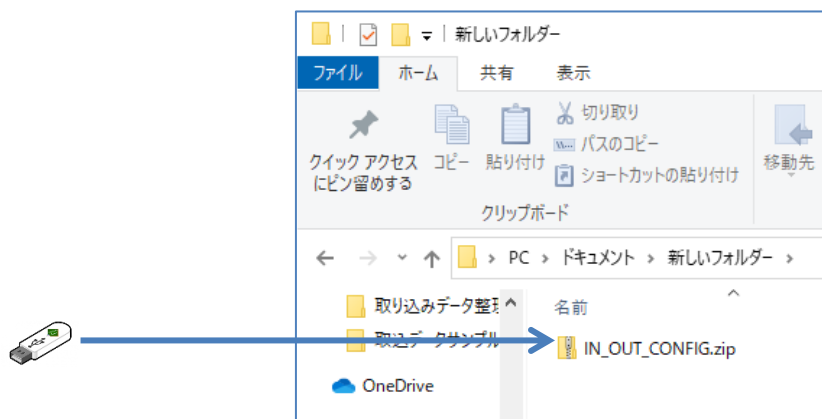 新しいフォルダー
ファイル ホーム 共有 表示
クイック アクセス
にピン留めする
コピー
貼り付け
切り取り
パスのコピー
ショートカットの貼り付け
移動先
クリップボード
PC › ドキュメント › 新しいフォルダー ›
取り込みデータ整理
名前
取込データサンプル
IN_OUT_CONFIG.zip
OneDrive